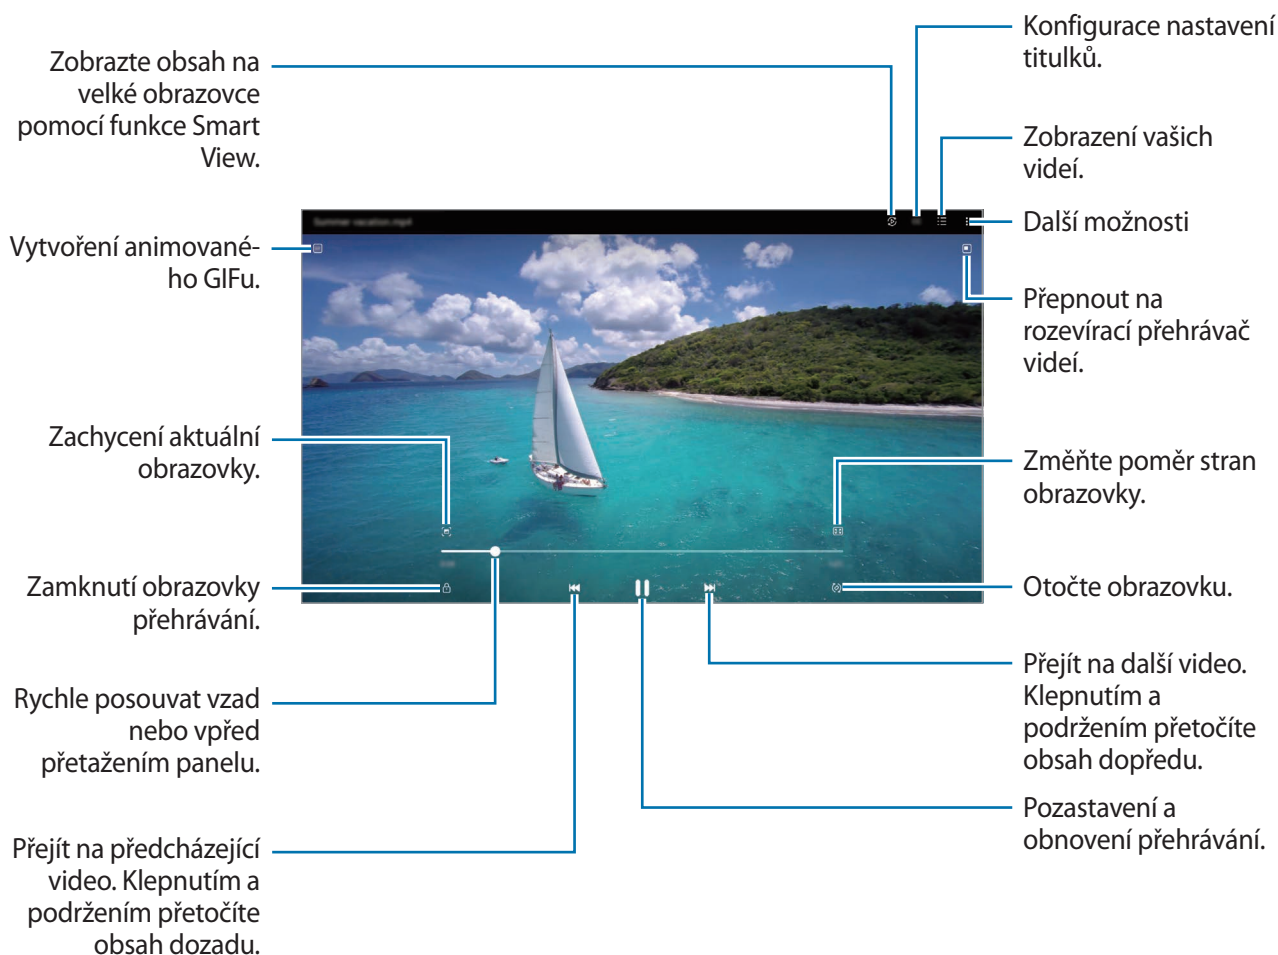 Zobrazte obsah na
velké obrazovce
pomocí funkce Smart
View.
Vytvoření animované-
ho GIFu.
Zachycení aktuální
obrazovky.
Zamknutí obrazovky
přehrávání.
Rychle posouvat vzad
nebo vpřed
přetažením panelu.
Přejít na předcházející
video. Klepnutím a
podržením přetočíte
obsah dozadu.
Summer vacation.mp4
Konfigurace nastavení
titulků.
Zobrazení vašich
videí.
Další možnosti
Přepnout na
rozevírací přehrávač
videí.
Změňte poměr stran
obrazovky.
Otočte obrazovku.
Přejít na další video.
Klepnutím a
podržením přetočíte
obsah dopředu.
Pozastavení a
obnovení přehrávání.